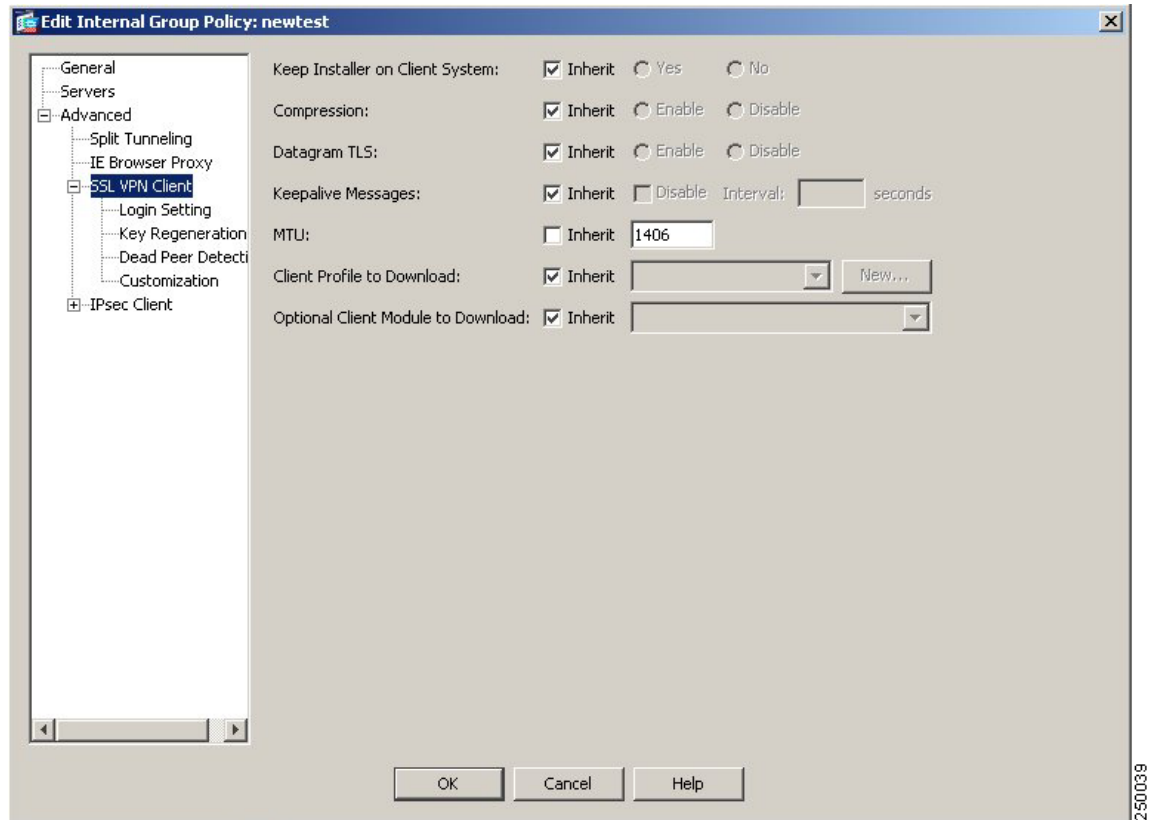 Edit Internal Group Policy: newtest
General
Servers
Advanced
Split Tunneling
IE Browser Proxy
SSL VPN Client
Login Setting
Key Regeneration
Dead Peer Detecti
Customization
IPsec Client
Keep Installer on Client System: Inherit Yes No
Compression: Inherit Enable Disable
Datagram TLS: Inherit Enable Disable
Keepalive Messages: Inherit Disable Interval: seconds
MTU: Inherit 1406
Client Profile to Download: Inherit New...
Optional Client Module to Download: Inherit
OK Cancel Help
250039